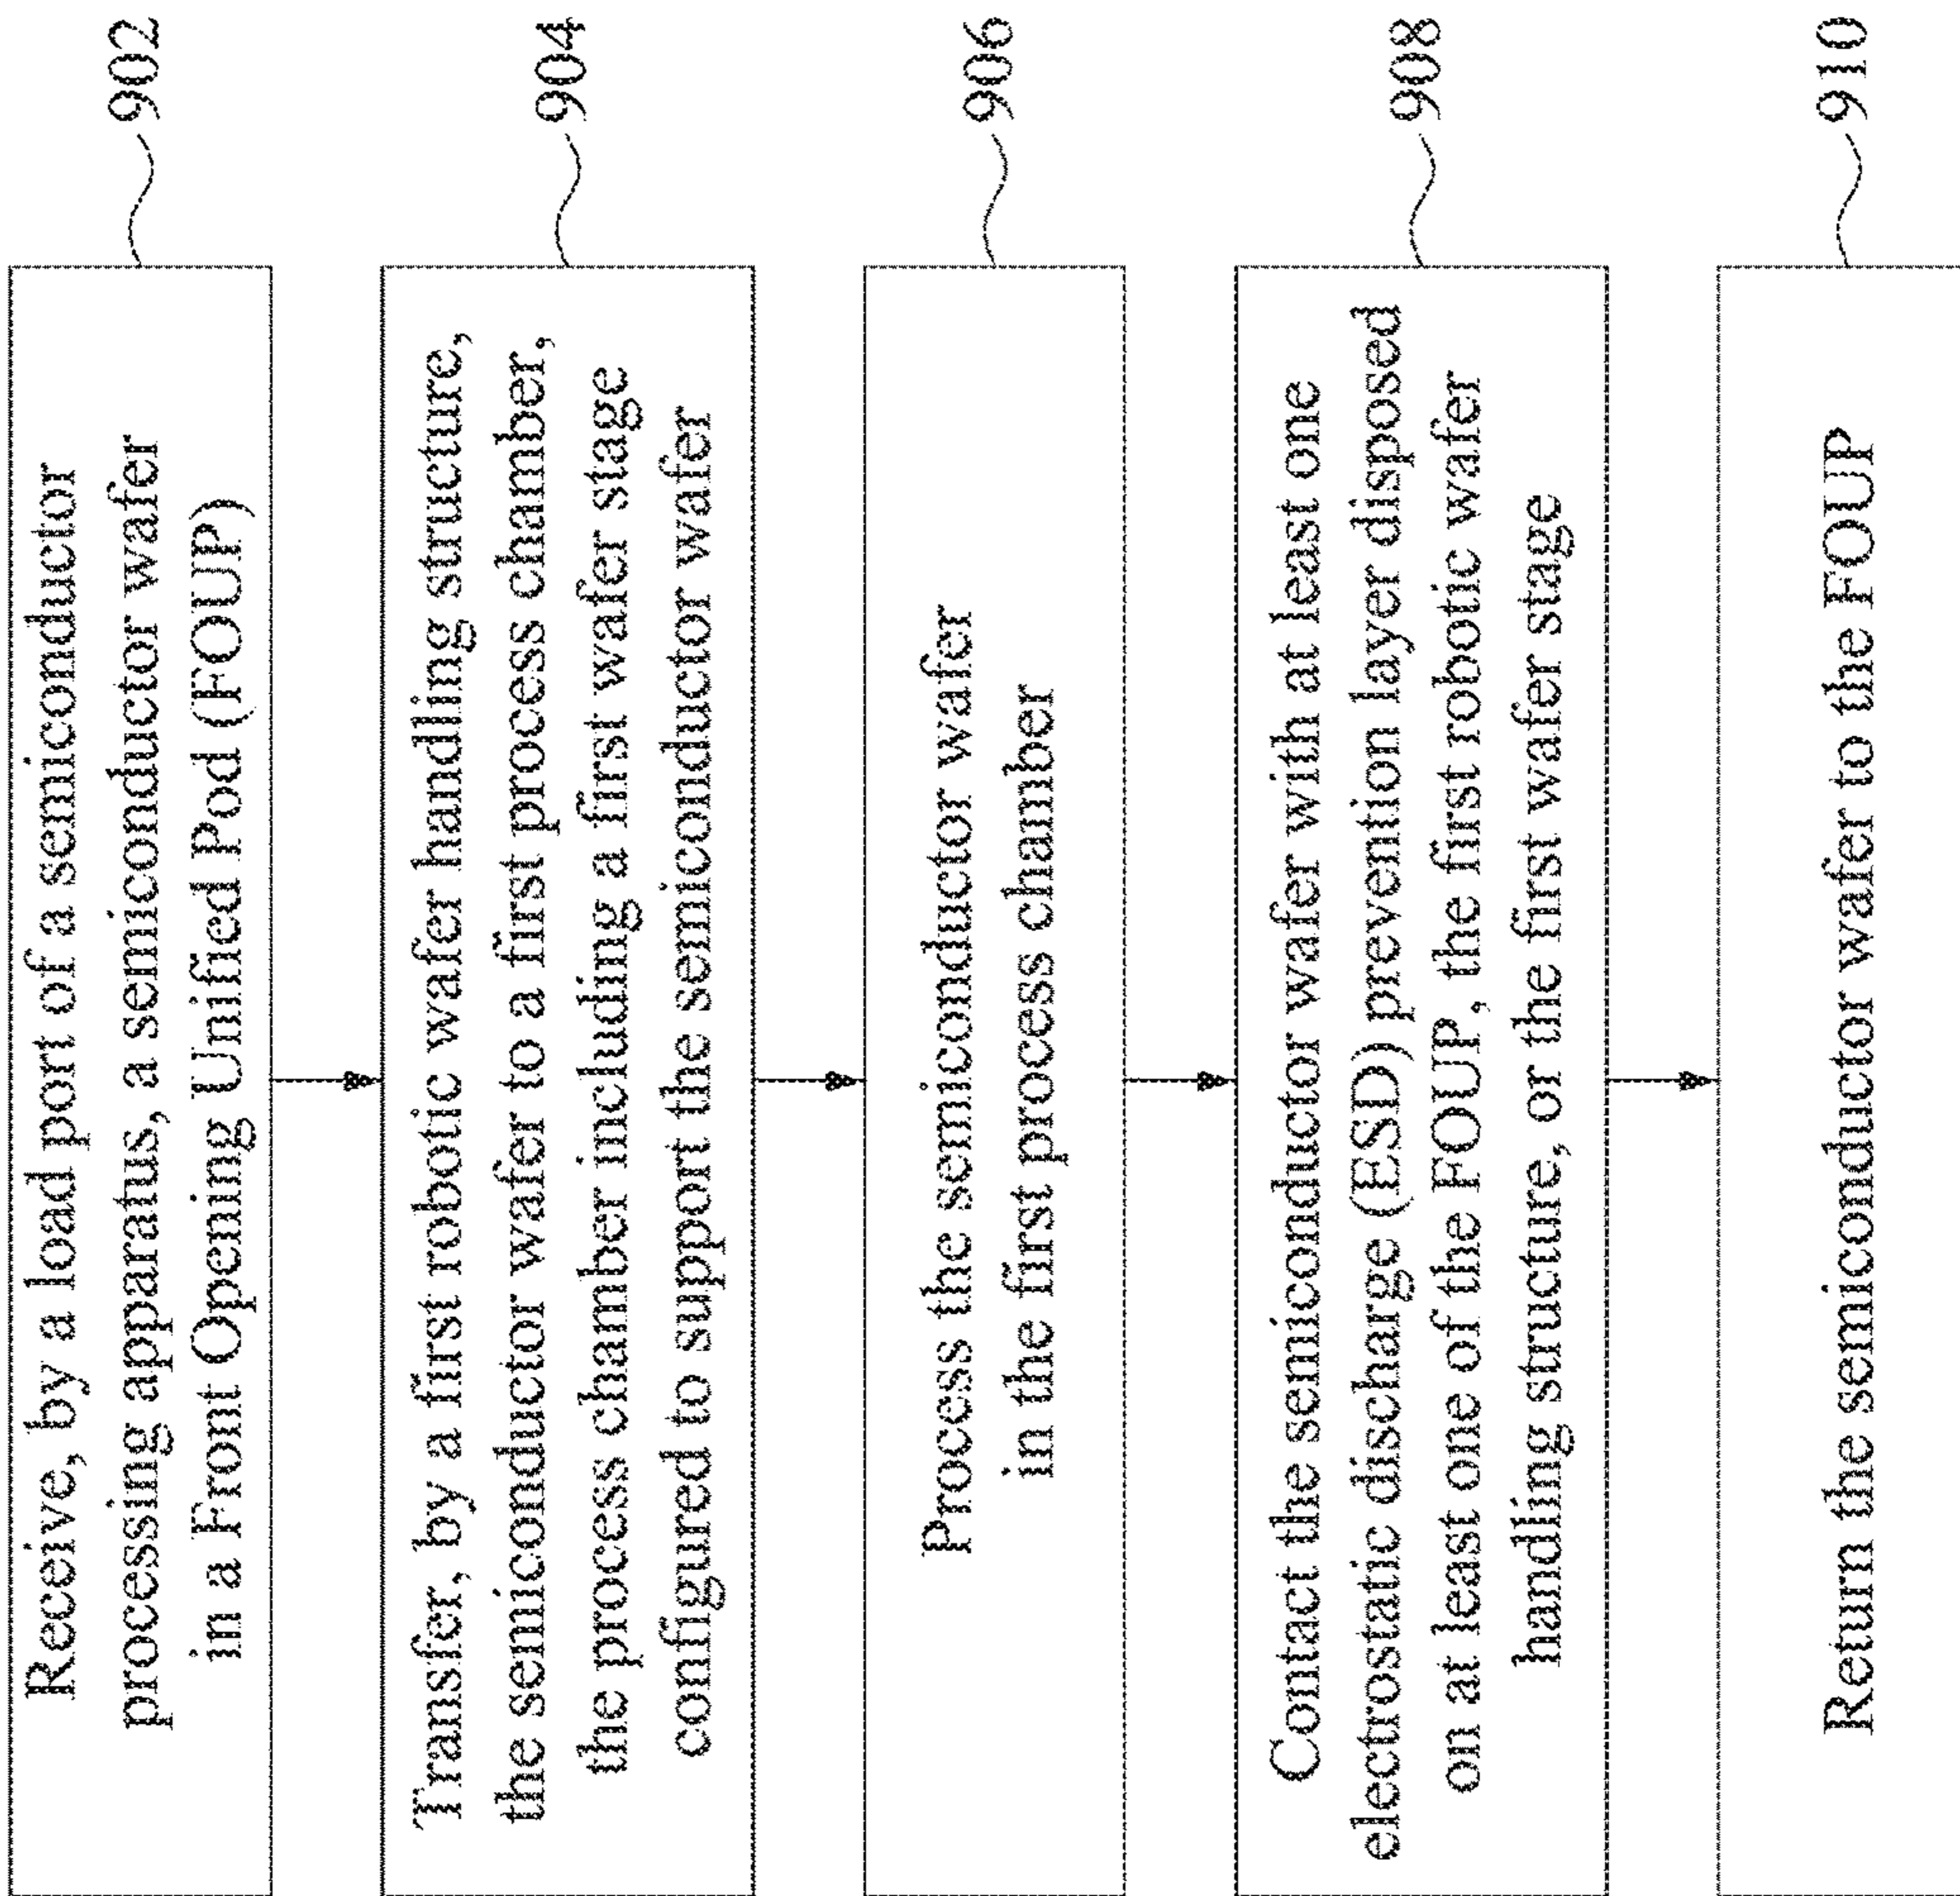 Receive, by a load port of a semiconductor
processing apparatus, a semiconductor wafer
in a Front Opening Unified Pod (FOUP)
902
Transfer, by a first robotic wafer handling structure,
the semiconductor wafer to a first process chamber,
the process chamber including a first wafer stage
configured to support the semiconductor wafer
904
Process the semiconductor wafer
in the first process chamber
906
Contact the semiconductor wafer with at least one
electrostatic discharge (ESD) prevention layer disposed
on at least one of the FOUP, the first robotic wafer
handling structure, or the first wafer stage
908
Return the semiconductor wafer to the FOUP
910